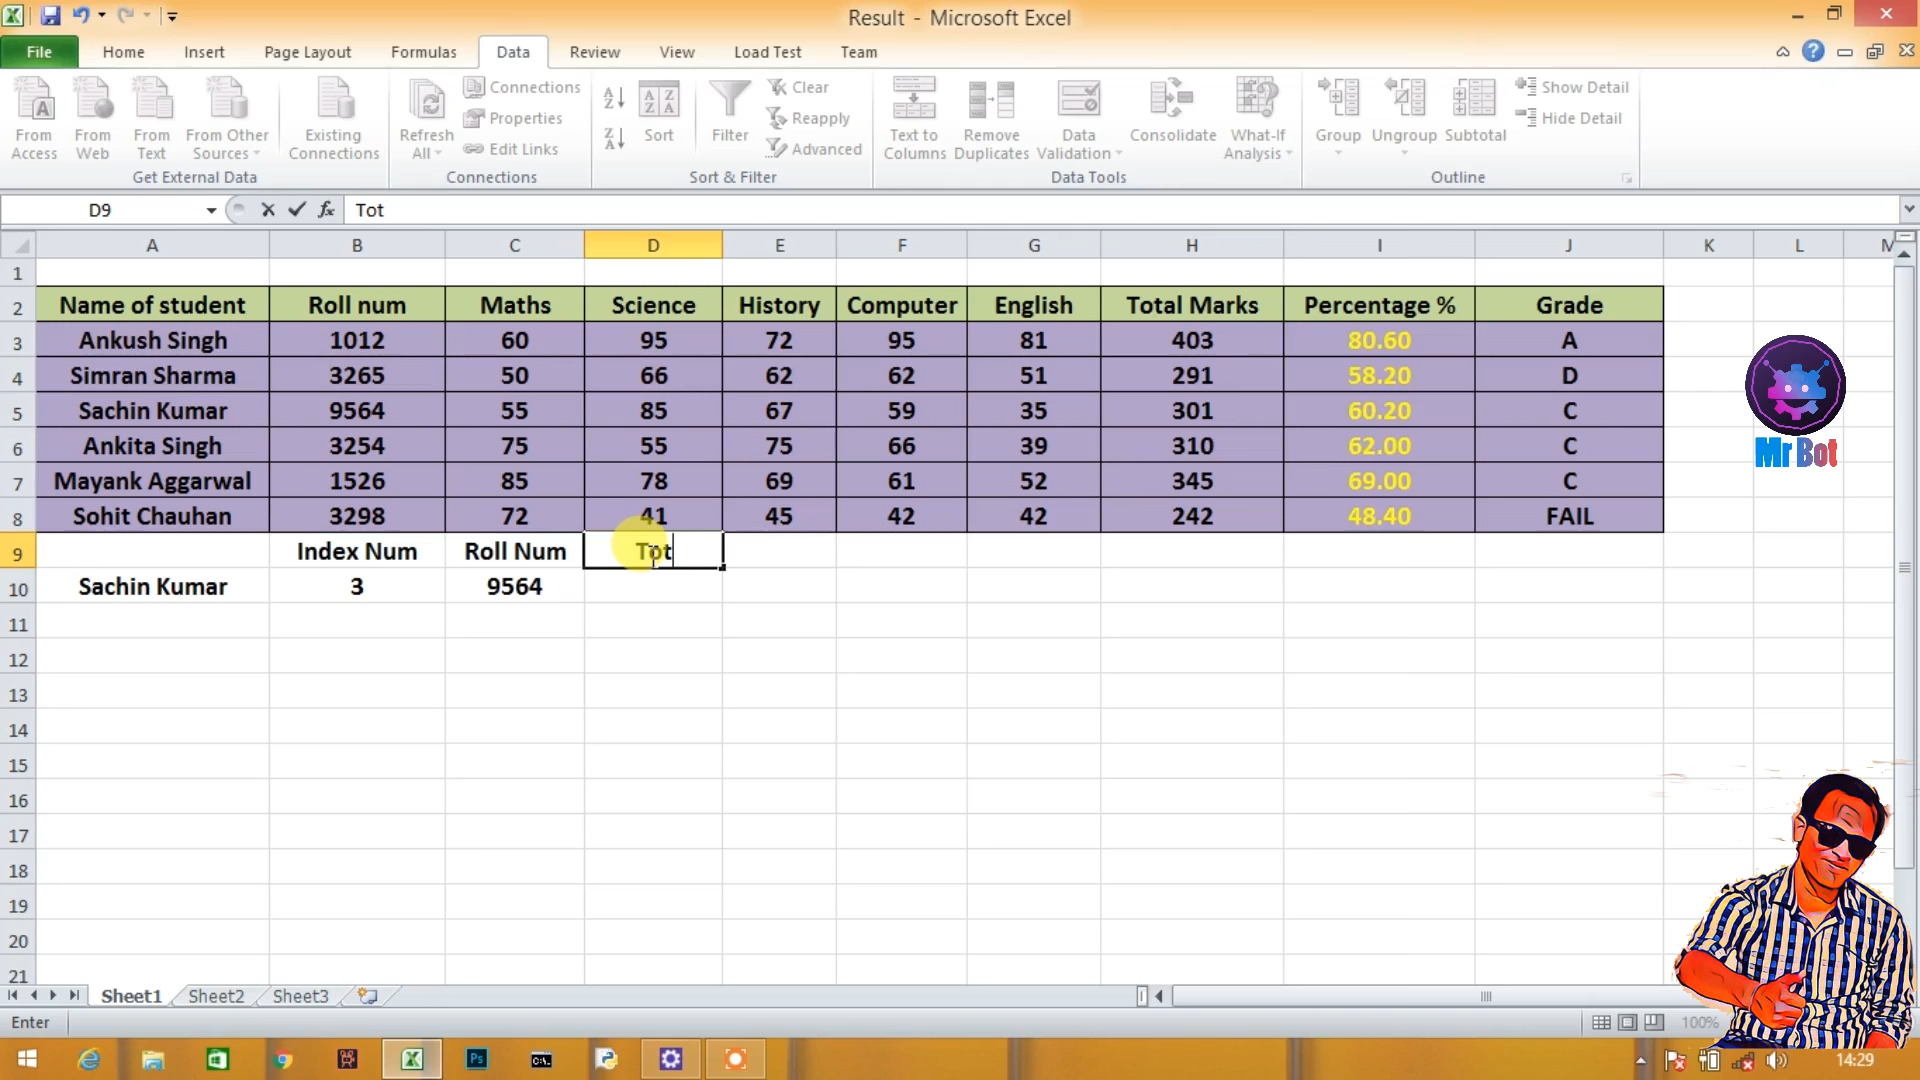 Result - Microsoft Excel
File Home Insert Page Layout Formulas Data Review View Load Test Team
From Access
From Web
From Text
From Other Sources
Existing Connections
Get External Data
Refresh All
Connections
Properties
Edit Links
Connections
Sort
Filter
Clear
Reapply
Advanced
Sort & Filter
Text to Columns
Remove Duplicates
Data Validation
Consolidate
What-If Analysis
Data Tools
Group
Ungroup
Subtotal
Show Detail
Hide Detail
Outline
D9 fx Tot
A B C D E F G H I J K L M
1
2 Name of student Roll num Maths Science History Computer English Total Marks Percentage % Grade
3 Ankush Singh 1012 60 95 72 95 81 403 80.60 A
4 Simran Sharma 3265 50 66 62 62 51 291 58.20 D
5 Sachin Kumar 9564 55 85 67 59 35 301 60.20 C
6 Ankita Singh 3254 75 55 75 66 39 310 62.00 C
7 Mayank Aggarwal 1526 85 78 69 61 52 345 69.00 C
8 Sohit Chauhan 3298 72 41 45 42 42 242 48.40 FAIL
9 Index Num Roll Num Tot
10 Sachin Kumar 3 9564
11
12
13
14
15
16
17
18
19
20
21
Mr Bot
Sheet1 Sheet2 Sheet3
Enter 100%
Ps C:\ 14:29